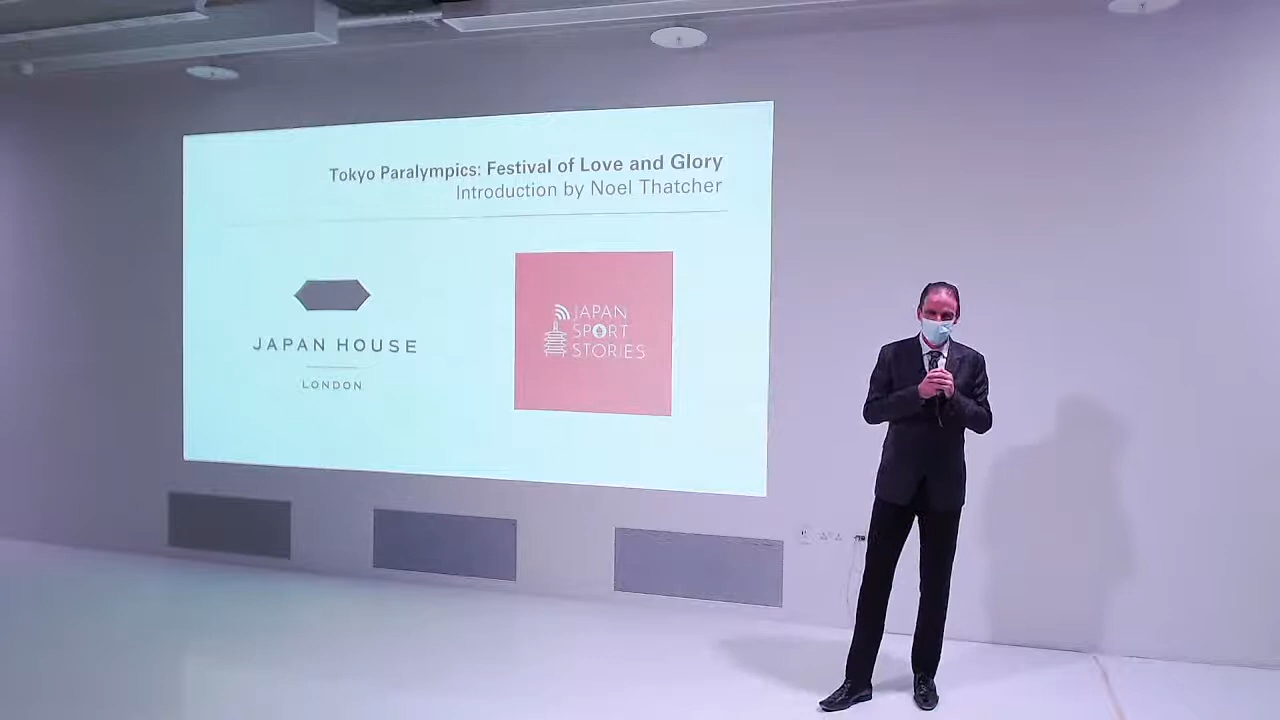 Tokyo Paralympics: Festival of Love and Glory
Introduction by Noel Thatcher
JAPAN HOUSE
LONDON
JAPAN
SPORT
STORIES